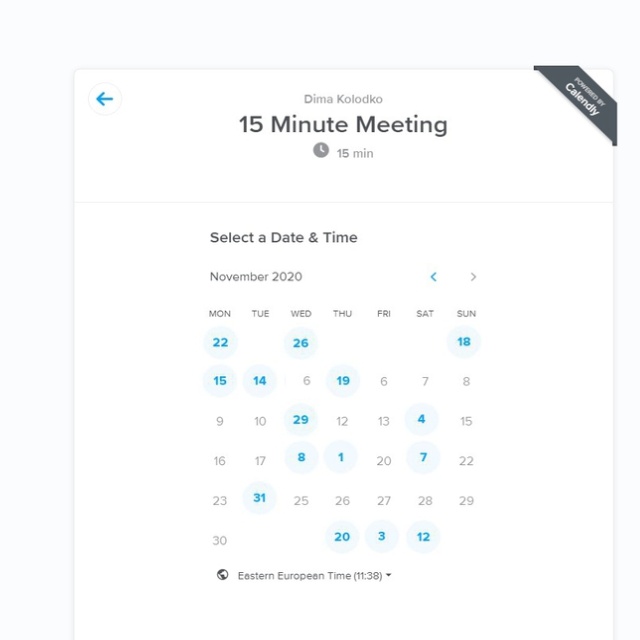 POWERED BY
Calendly
Dima Kolodko
15 Minute Meeting
15 min
Select a Date & Time
November 2020
MON TUE WED THU FRI SAT SUN
22 26 18
15 14 6 19 6 7 8
9 10 29 12 13 4 15
16 17 8 1 20 7 22
23 31 25 26 27 28 29
30 20 3 12
Eastern European Time (11:38)